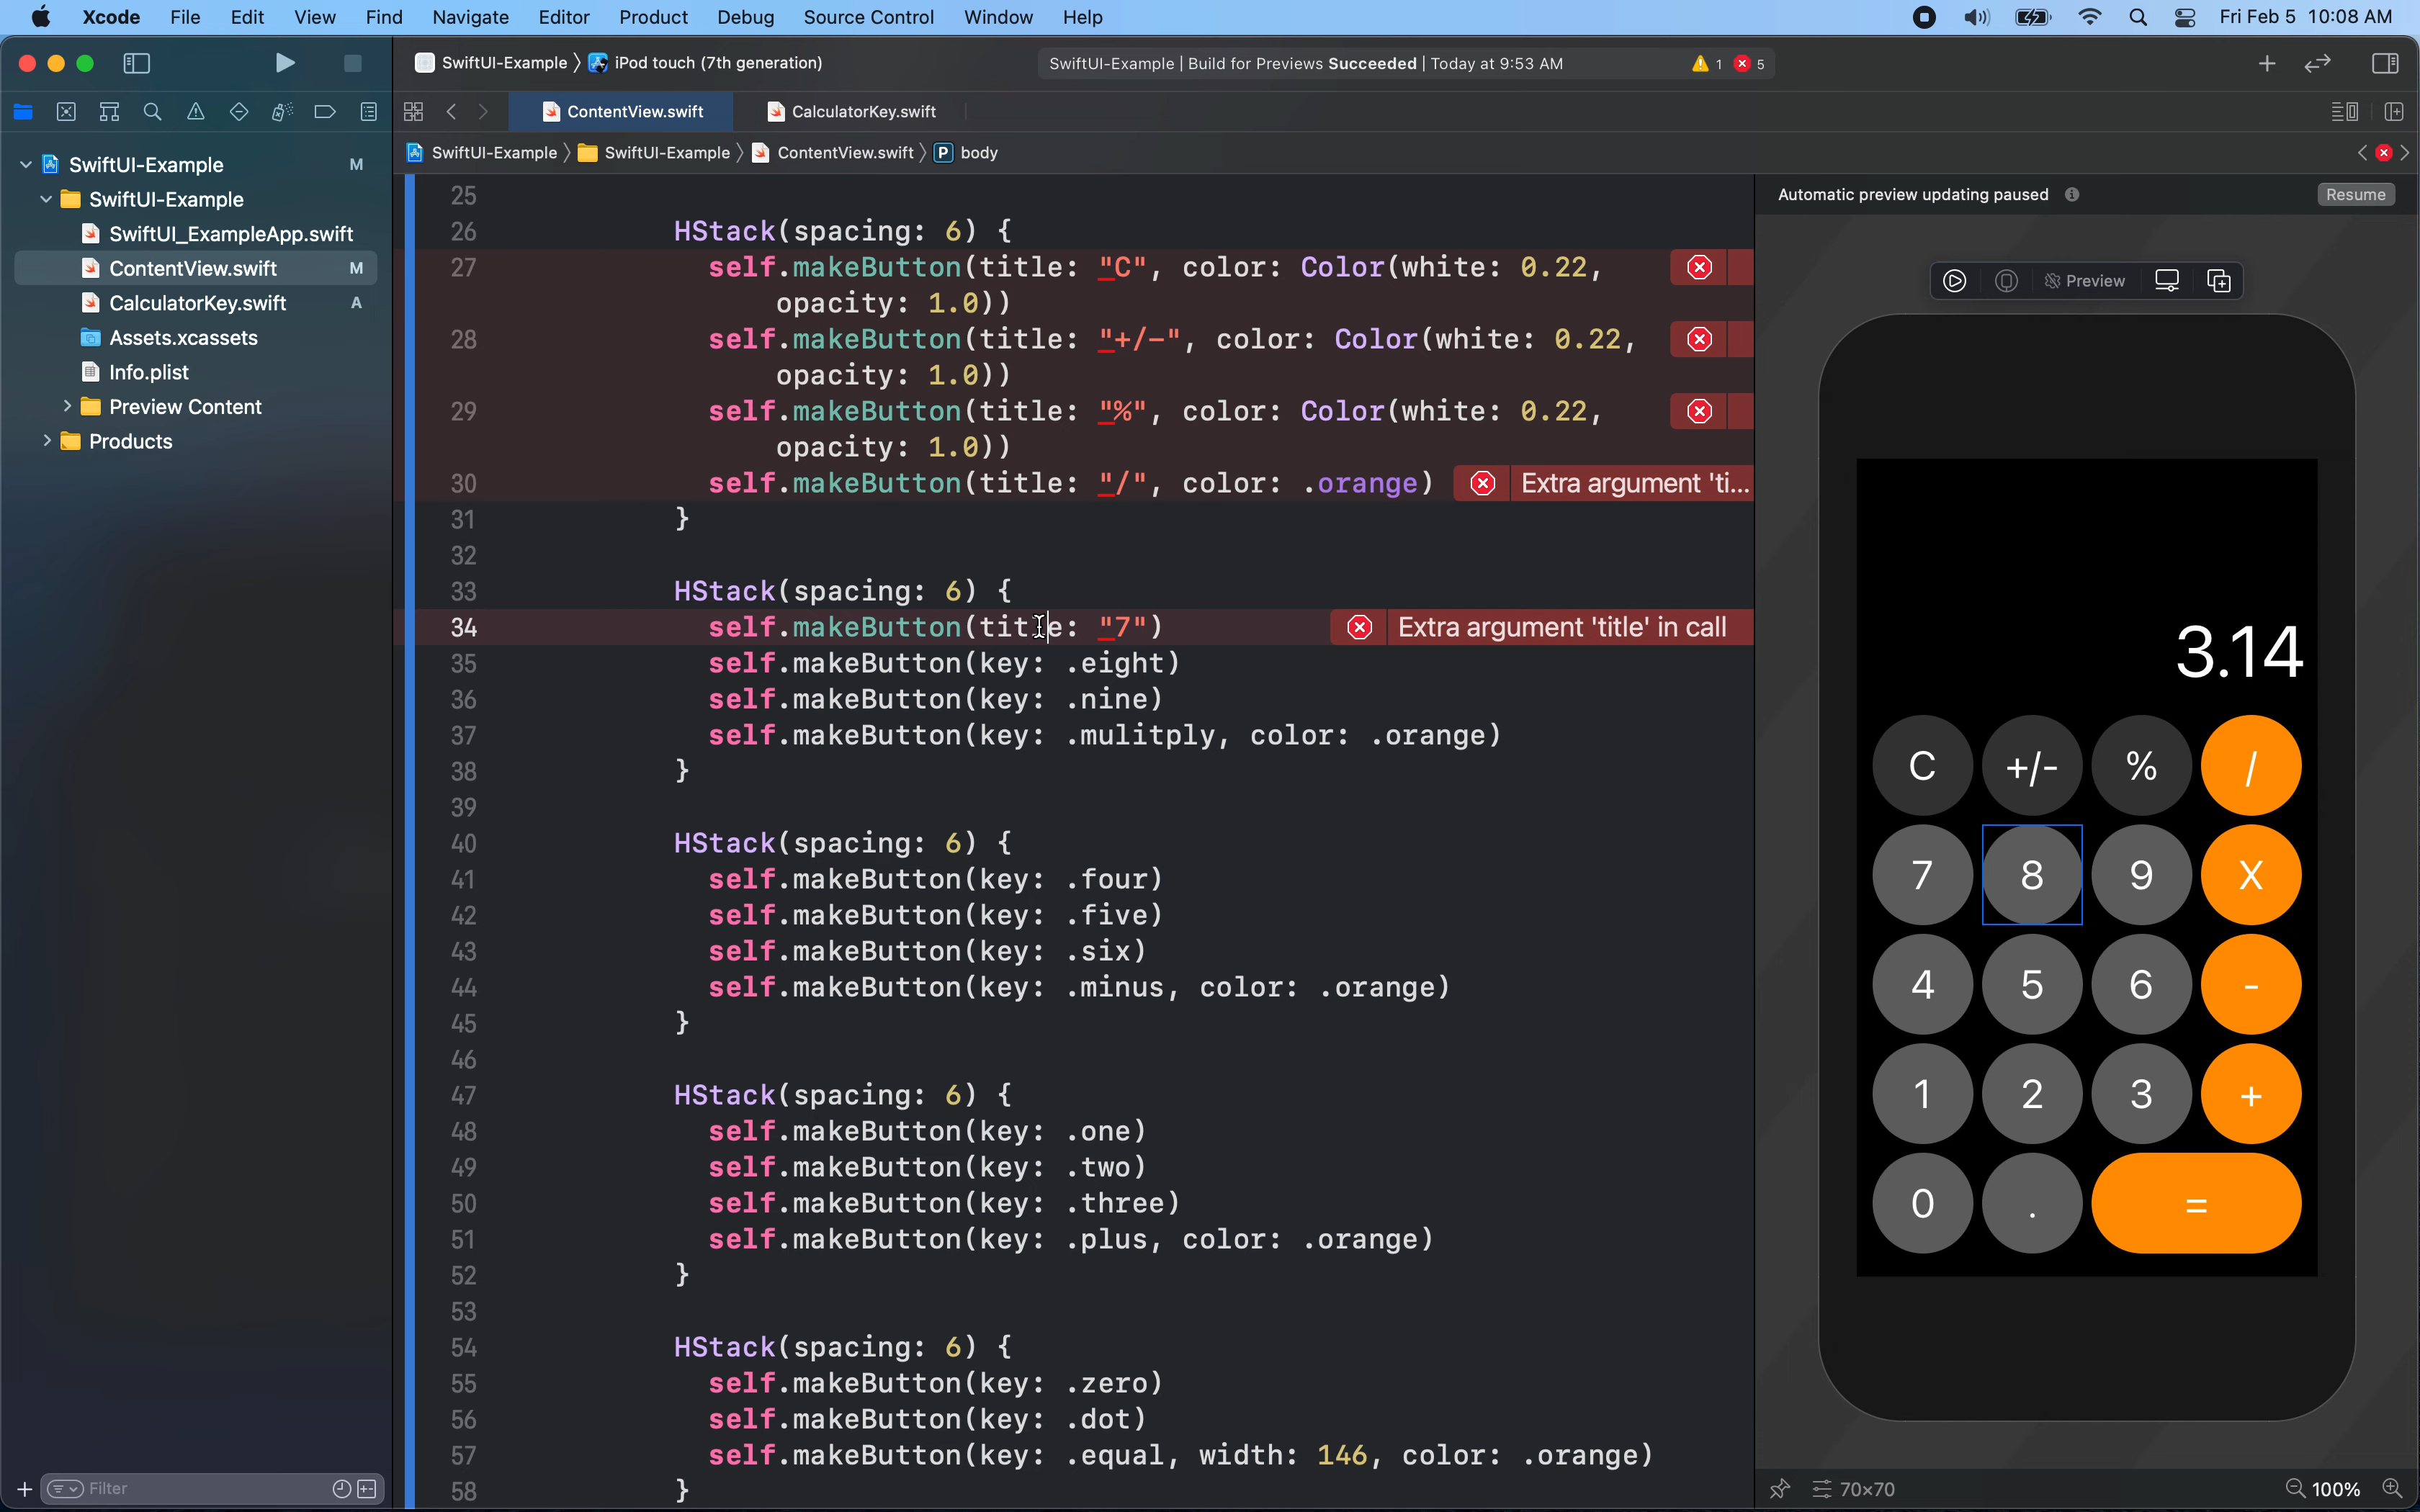 Xcode File Edit View Find Navigate Editor Product Debug Source Control Window Help Fri Feb 5 10:08 AM
SwiftUI-Example iPod touch (7th generation) SwiftUI-Example | Build for Previews Succeeded | Today at 9:53 AM 1 5
ContentView.swift CalculatorKey.swift
SwiftUI-Example SwiftUI-Example ContentView.swift P body
SwiftUI-Example M
SwiftUI-Example
SwiftUI_ExampleApp.swift
ContentView.swift M
CalculatorKey.swift A
Assets.xcassets
Info.plist
Preview Content
Products
Filter
25
26 HStack(spacing: 6) {
27 self.makeButton(title: "C", color: Color(white: 0.22,
opacity: 1.0))
28 self.makeButton(title: "+/-", color: Color(white: 0.22,
opacity: 1.0))
29 self.makeButton(title: "%", color: Color(white: 0.22,
opacity: 1.0))
30 self.makeButton(title: "/", color: .orange) Extra argument 'ti...
31 }
32
33 HStack(spacing: 6) {
34 self.makeButton(title: "7") Extra argument 'title' in call
35 self.makeButton(key: .eight)
36 self.makeButton(key: .nine)
37 self.makeButton(key: .mulitply, color: .orange)
38 }
39
40 HStack(spacing: 6) {
41 self.makeButton(key: .four)
42 self.makeButton(key: .five)
43 self.makeButton(key: .six)
44 self.makeButton(key: .minus, color: .orange)
45 }
46
47 HStack(spacing: 6) {
48 self.makeButton(key: .one)
49 self.makeButton(key: .two)
50 self.makeButton(key: .three)
51 self.makeButton(key: .plus, color: .orange)
52 }
53
54 HStack(spacing: 6) {
55 self.makeButton(key: .zero)
56 self.makeButton(key: .dot)
57 self.makeButton(key: .equal, width: 146, color: .orange)
58 }
Automatic preview updating paused Resume
Preview
3.14
C +/- % /
7 8 9 X
4 5 6 -
1 2 3 +
0 . =
70×70 100%